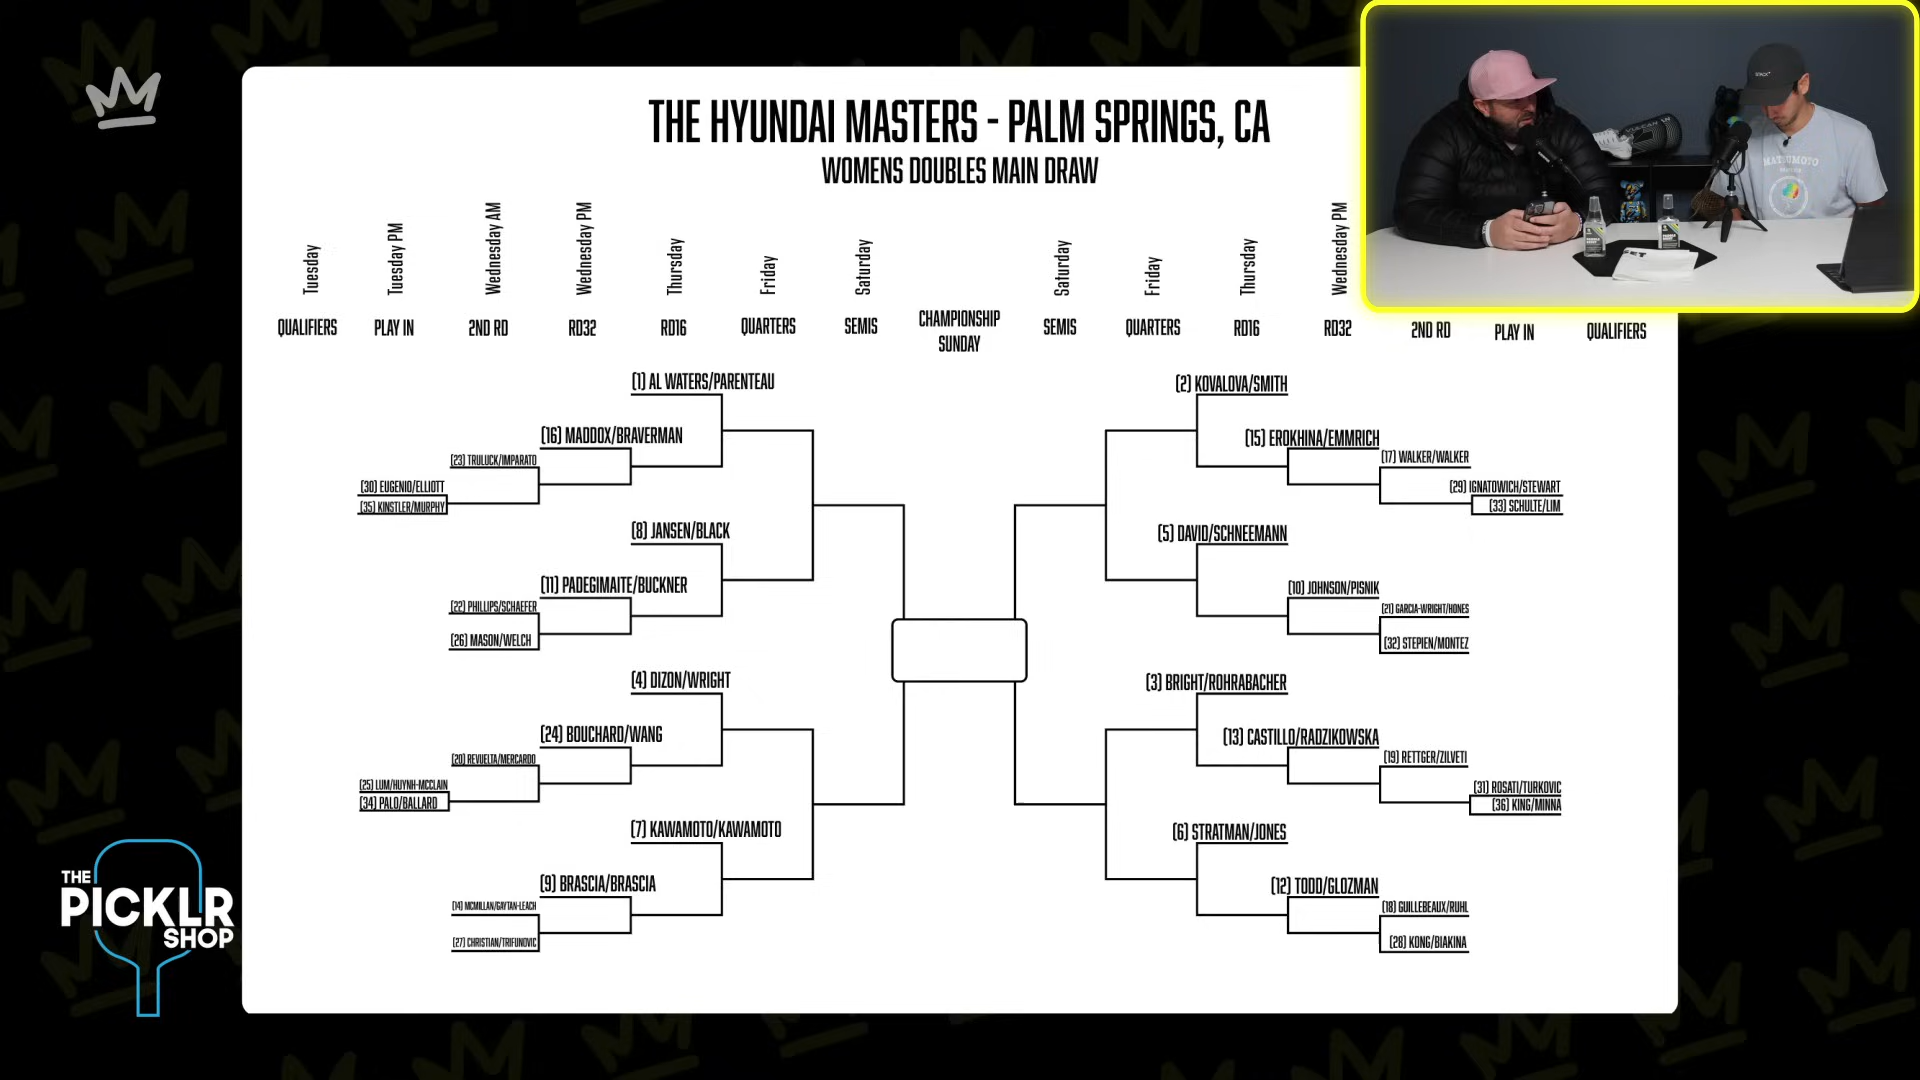 THE HYUNDAI MASTERS - PALM SPRINGS, CA
WOMENS DOUBLES MAIN DRAW
Tuesday
Tuesday PM
Wednesday AM
Wednesday PM
Thursday
Friday
Saturday
Saturday
Friday
Thursday
Wednesday PM
QUALIFIERS
PLAY IN
2ND RD
RD32
RD16
QUARTERS
SEMIS
CHAMPIONSHIP
SUNDAY
SEMIS
QUARTERS
RD16
RD32
2ND RD
PLAY IN
QUALIFIERS
(1) AL WATERS/PARENTEAU
(16) MADDOX/BRAVERMAN
(23) TRULUCK/IMPARATO
(30) EUGENIO/ELLIOTT
(35) KINSTLER/MURPHY
(8) JANSEN/BLACK
(11) PADEGIMAITE/BUCKNER
(22) PHILLIPS/SCHAEFER
(26) MASON/WELCH
(4) DIZON/WRIGHT
(24) BOUCHARD/WANG
(20) REVUELTA/MERCARDO
(25) LUM/HUYNH-MCCLAIN
(34) PALO/BALLARD
(7) KAWAMOTO/KAWAMOTO
(9) BRASCIA/BRASCIA
(14) MCMILLAN/GAYTAN-LEACH
(27) CHRISTIAN/TRIFUNOVIC
(2) KOVALOVA/SMITH
(15) EROKHINA/EMMRICH
(17) WALKER/WALKER
(29) IGNATOWICH/STEWART
(33) SCHULTE/LIM
(5) DAVID/SCHNEEMANN
(10) JOHNSON/PISNIK
(21) GARCIA-WRIGHT/HONES
(32) STEPIEN/MONTEZ
(3) BRIGHT/ROHRABACHER
(13) CASTILLO/RADZIKOWSKA
(19) RETTGER/ZILVETI
(31) ROSATI/TURKOVIC
(36) KING/MINNA
(6) STRATMAN/JONES
(12) TODD/GLOZMAN
(18) GUILLEBEAUX/RUHL
(28) KONG/BIAKINA
THE
PICKLR
SHOP
MATSUMOTO